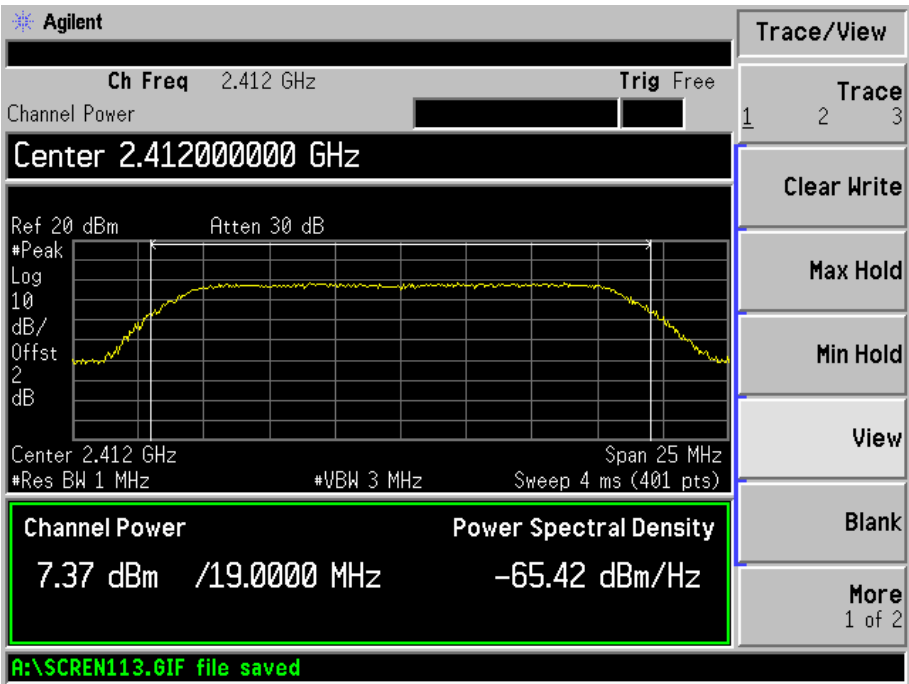 Agilent
Ch Freq 2.412 GHz Trig Free
Channel Power
Center 2.412000000 GHz
Ref 20 dBm Atten 30 dB
#Peak
Log
10
dB/
Offst
2
dB
Center 2.412 GHz Span 25 MHz
#Res BW 1 MHz #VBW 3 MHz Sweep 4 ms (401 pts)
Channel Power Power Spectral Density
7.37 dBm /19.0000 MHz -65.42 dBm/Hz
A:\SCREN113.GIF file saved
Trace/View
Trace
1 2 3
Clear Write
Max Hold
Min Hold
View
Blank
More
1 of 2